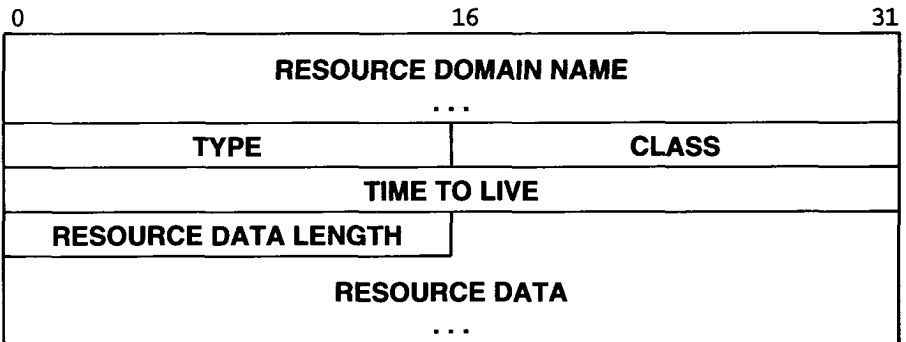 0 16 31
RESOURCE DOMAIN NAME
...
TYPE CLASS
TIME TO LIVE
RESOURCE DATA LENGTH
RESOURCE DATA
...